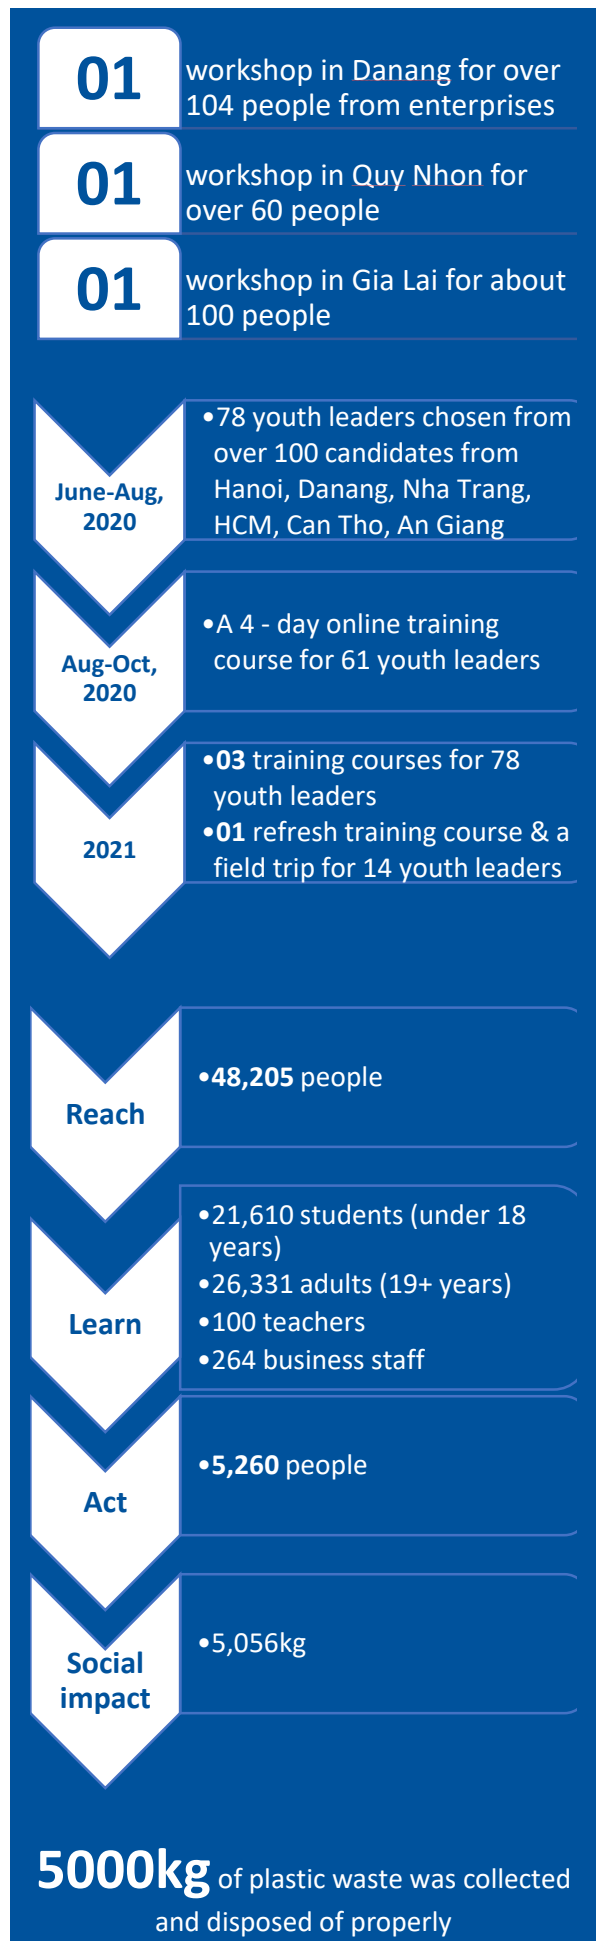 01
workshop in Danang for over
104 people from enterprises
01
workshop in Quy Nhon for
over 60 people
01
workshop in Gia Lai for about
100 people
June-Aug,
2020
•78 youth leaders chosen from
over 100 candidates from
Hanoi, Danang, Nha Trang,
HCM, Can Tho, An Giang
Aug-Oct,
2020
•A 4 - day online training
course for 61 youth leaders
2021
•03 training courses for 78
youth leaders
•01 refresh training course & a
field trip for 14 youth leaders
Reach
•48,205 people
Learn
•21,610 students (under 18
years)
•26,331 adults (19+ years)
•100 teachers
•264 business staff
Act
•5,260 people
Social
impact
•5,056kg
5000kg of plastic waste was collected
and disposed of properly